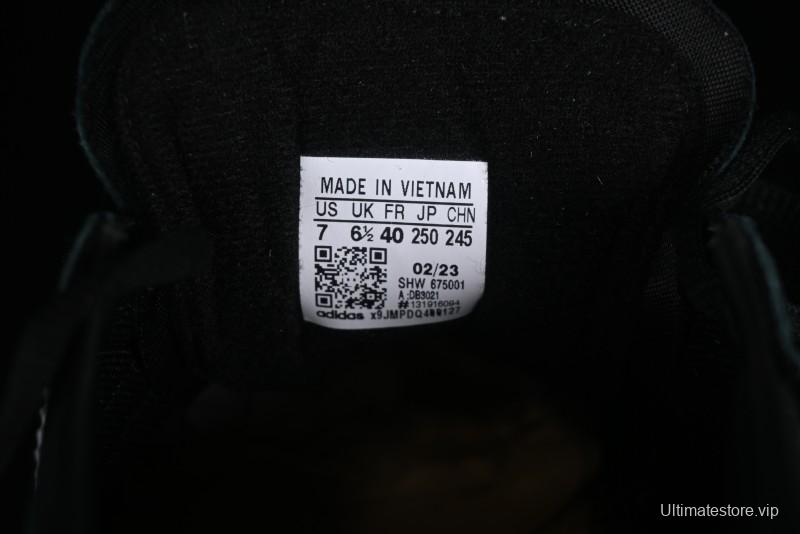 MADE IN VIETNAM
US UK FR JP CHN
7 6½ 40 250 245
02/23
SHW 675001
A :DB3021
#131916094
adidas
Ultimatestore.vip